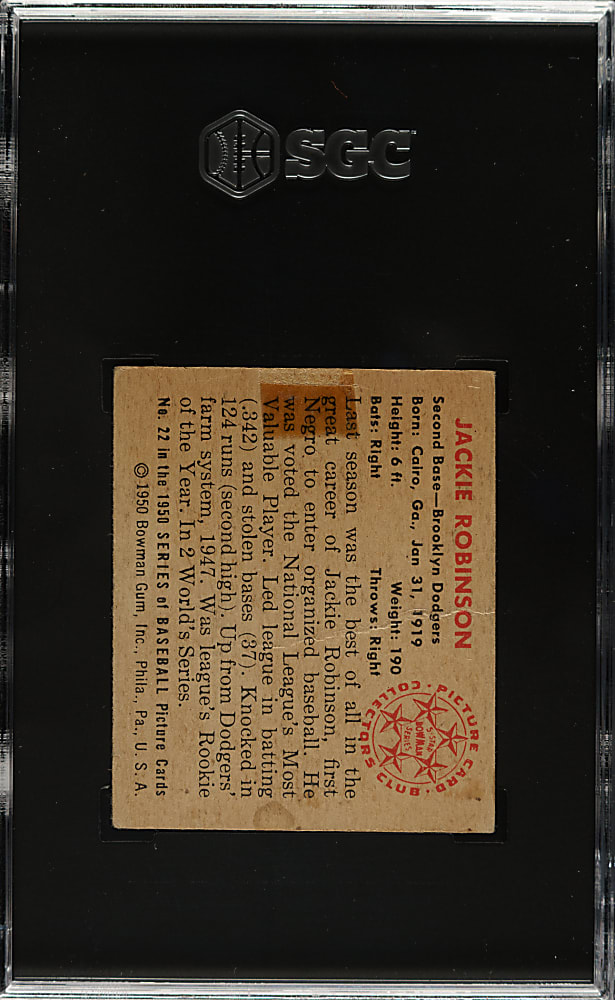 SGC
JACKIE ROBINSON
Second Base—Brooklyn Dodgers
Born: Cairo, Ga., Jan 31, 1919
Height: 6 ft. Weight: 190
Bats: Right Throws: Right
PICTURE CARD
COLLECTORS CLUB
5-STAR
BOWMAN
SERIES
Last season was the best of all in the
great career of Jackie Robinson, first
Negro to enter organized baseball. He
was voted the National League's Most
Valuable Player. Led league in batting
(.342) and stolen bases (37). Knocked in
124 runs (second high). Up from Dodgers'
farm system, 1947. Was league's Rookie
of the Year. In 2 World's Series.
No. 22 in the 1950 SERIES of BASEBALL Picture Cards
© 1950 Bowman Gum, Inc., Phila., Pa., U. S. A.